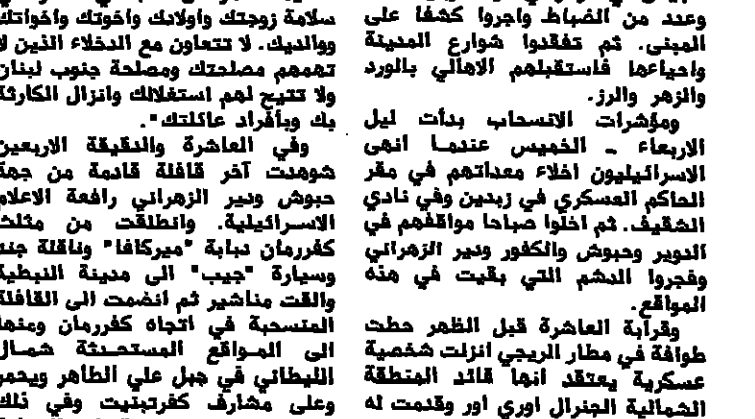 وعدد من الضباط واجروا كشفا على
المبنى. ثم تفقدوا شوارع المدينة
واحياءها فاستقبلهم الاهالي بالورد
والزهر والرز.
ومؤشرات الانسحاب بدأت ليل
الاربعاء - الخميس عندما انهى
الاسرائيليون اخلاء معداتهم في مقر
الحاكم العسكري في زبدين وفي نادي
الشقيف. ثم اخلوا صباحا مواقفهم في
الدوير وحبوش والكفور ودير الزهراني
وفجروا الدشم التي بقيت في هذه
المواقع.
وقرابة العاشرة قبل الظهر حطت
طوافة في مطار الريجي انزلت شخصية
عسكرية يعتقد انها قائد المنطقة
الشمالية الجنرال اوري اور وقدمت له
سلامة زوجتك واولادك واخوتك واخواتك
ووالديك. لا تتعاون مع الدخلاء الذين لا
تهمهم مصلحتك ومصلحة جنوب لبنان
ولا تتيح لهم استغلالك وانزال الكارثة
بك وبأفراد عائلتك".
وفي العاشرة والدقيقة الاربعين
شوهدت آخر قافلة قادمة من جهة
حبوش ودير الزهراني رافعة الاعلام
الاسرائيلية. وانطلقت من مثلث
كفررمان دبابة "ميركافا" وناقلة جند
وسيارة "جيب" الى مدينة النبطية
والقت مناشير ثم انضمت الى القافلة
المنسحبة في اتجاه كفررمان ومنها
الى المواقع المستحدثة شمال
الليطاني في جبل علي الطاهر ويحمر
وعلى مشارف كفرتبنيت وفي تلك